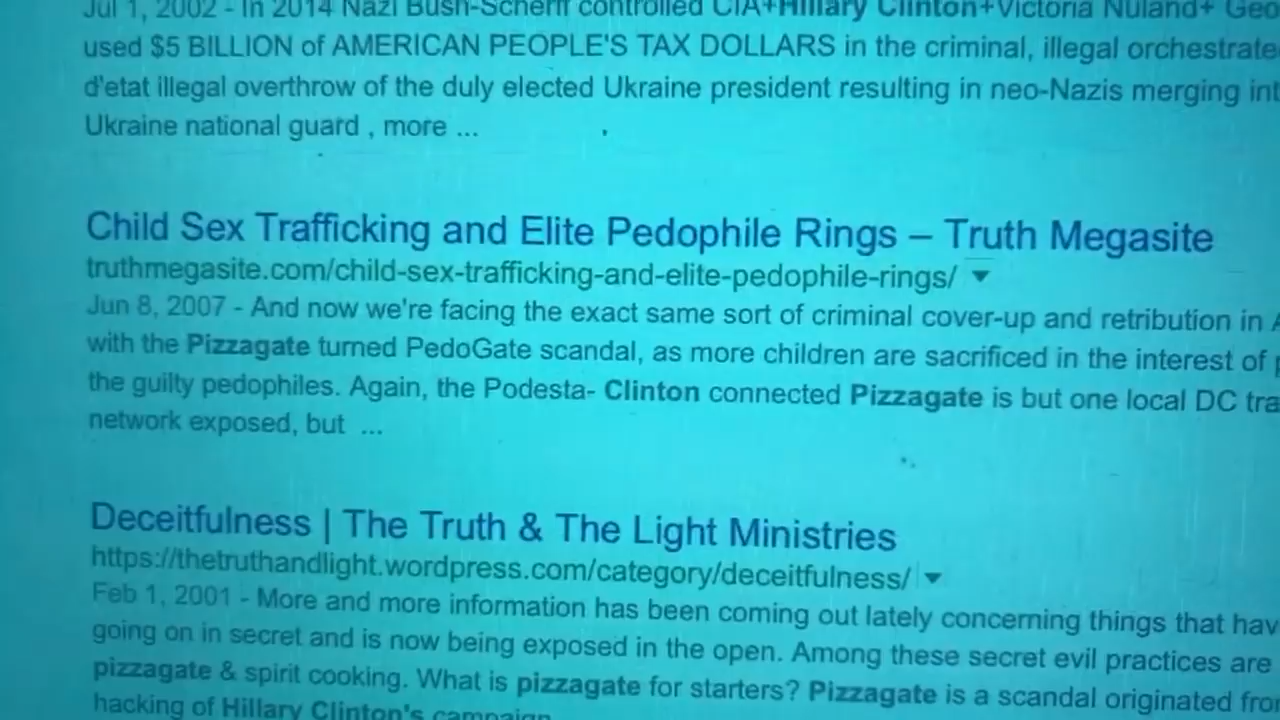 Jul 1, 2002 - In 2014 Nazi Bush-Scherff controlled CIA+Hillary Clinton+Victoria Nuland+ Geo
used $5 BILLION of AMERICAN PEOPLE'S TAX DOLLARS in the criminal, illegal orchestrate
d'etat illegal overthrow of the duly elected Ukraine president resulting in neo-Nazis merging int
Ukraine national guard , more ...
Child Sex Trafficking and Elite Pedophile Rings – Truth Megasite
truthmegasite.com/child-sex-trafficking-and-elite-pedophile-rings/
Jun 8, 2007 - And now we're facing the exact same sort of criminal cover-up and retribution in A
with the Pizzagate turned PedoGate scandal, as more children are sacrificed in the interest of p
the guilty pedophiles. Again, the Podesta- Clinton connected Pizzagate is but one local DC tra
network exposed, but ...
Deceitfulness | The Truth & The Light Ministries
https://thetruthandlight.wordpress.com/category/deceitfulness/
Feb 1, 2001 - More and more information has been coming out lately concerning things that hav
going on in secret and is now being exposed in the open. Among these secret evil practices are
pizzagate & spirit cooking. What is pizzagate for starters? Pizzagate is a scandal originated fro
hacking of Hillary Clinton's campaign